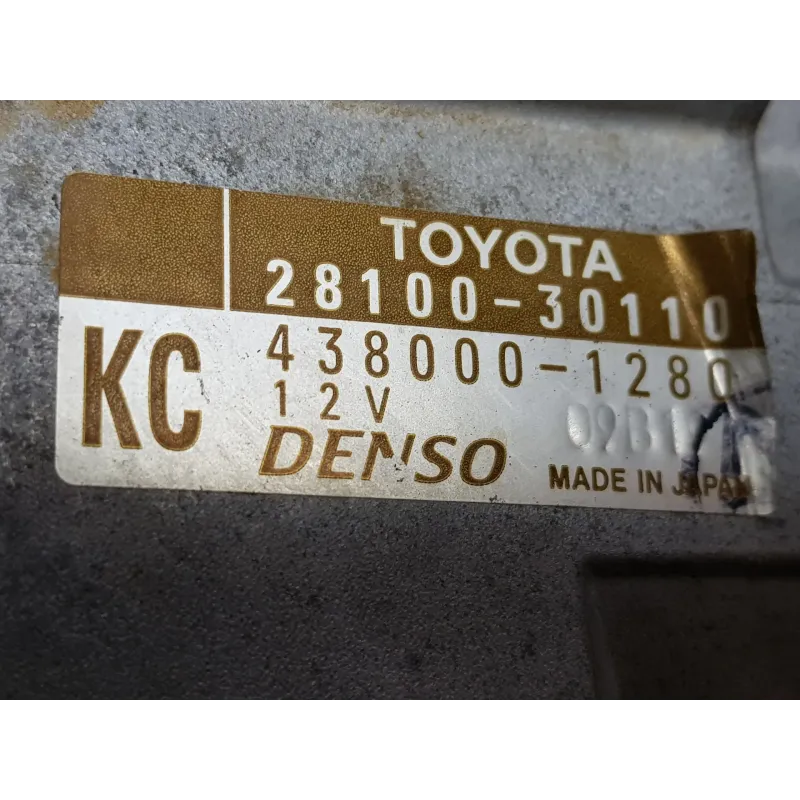 TOYOTA
28100-30110
KC
438000-1280
12V
DENSO
MADE IN JAPAN